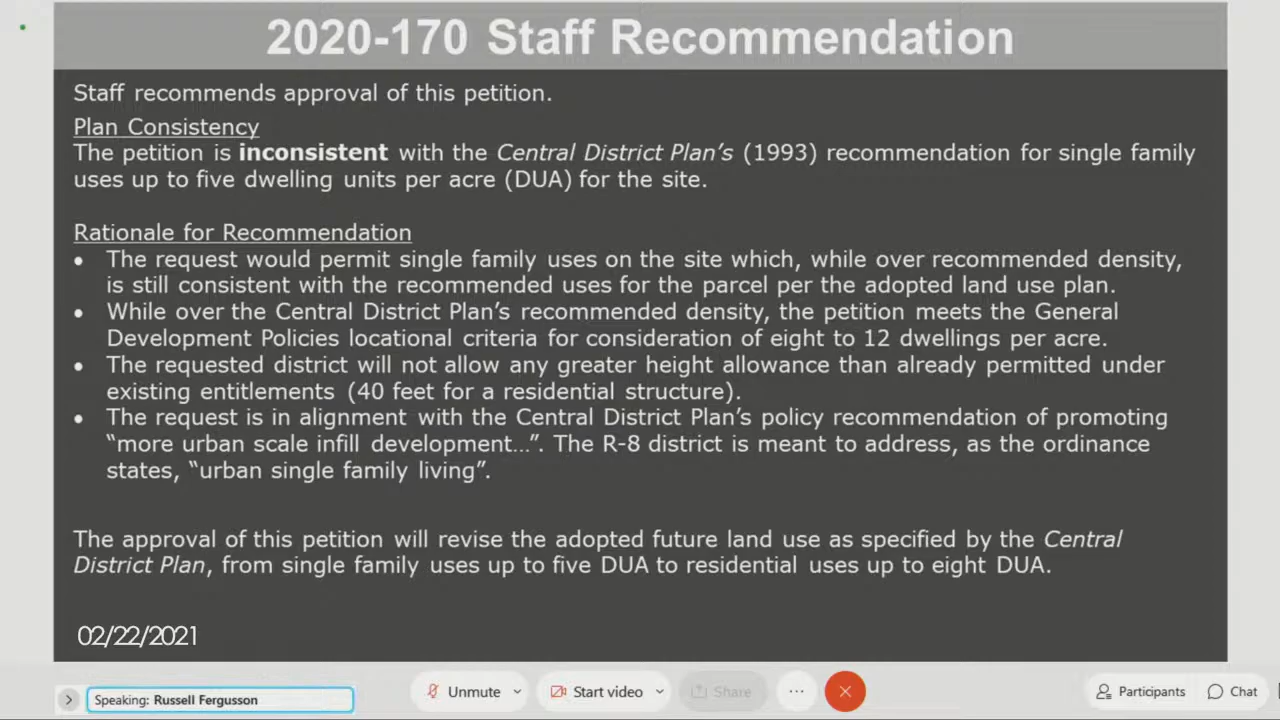 2020-170 Staff Recommendation
Staff recommends approval of this petition.
Plan Consistency
The petition is inconsistent with the Central District Plan's (1993) recommendation for single family
uses up to five dwelling units per acre (DUA) for the site.
Rationale for Recommendation
• The request would permit single family uses on the site which, while over recommended density,
is still consistent with the recommended uses for the parcel per the adopted land use plan.
• While over the Central District Plan's recommended density, the petition meets the General
Development Policies locational criteria for consideration of eight to 12 dwellings per acre.
• The requested district will not allow any greater height allowance than already permitted under
existing entitlements (40 feet for a residential structure).
• The request is in alignment with the Central District Plan's policy recommendation of promoting
“more urban scale infill development…”. The R-8 district is meant to address, as the ordinance
states, “urban single family living”.
The approval of this petition will revise the adopted future land use as specified by the Central
District Plan, from single family uses up to five DUA to residential uses up to eight DUA.
02/22/2021
Speaking: Russell Fergusson
Unmute
Start video
Share
Participants
Chat